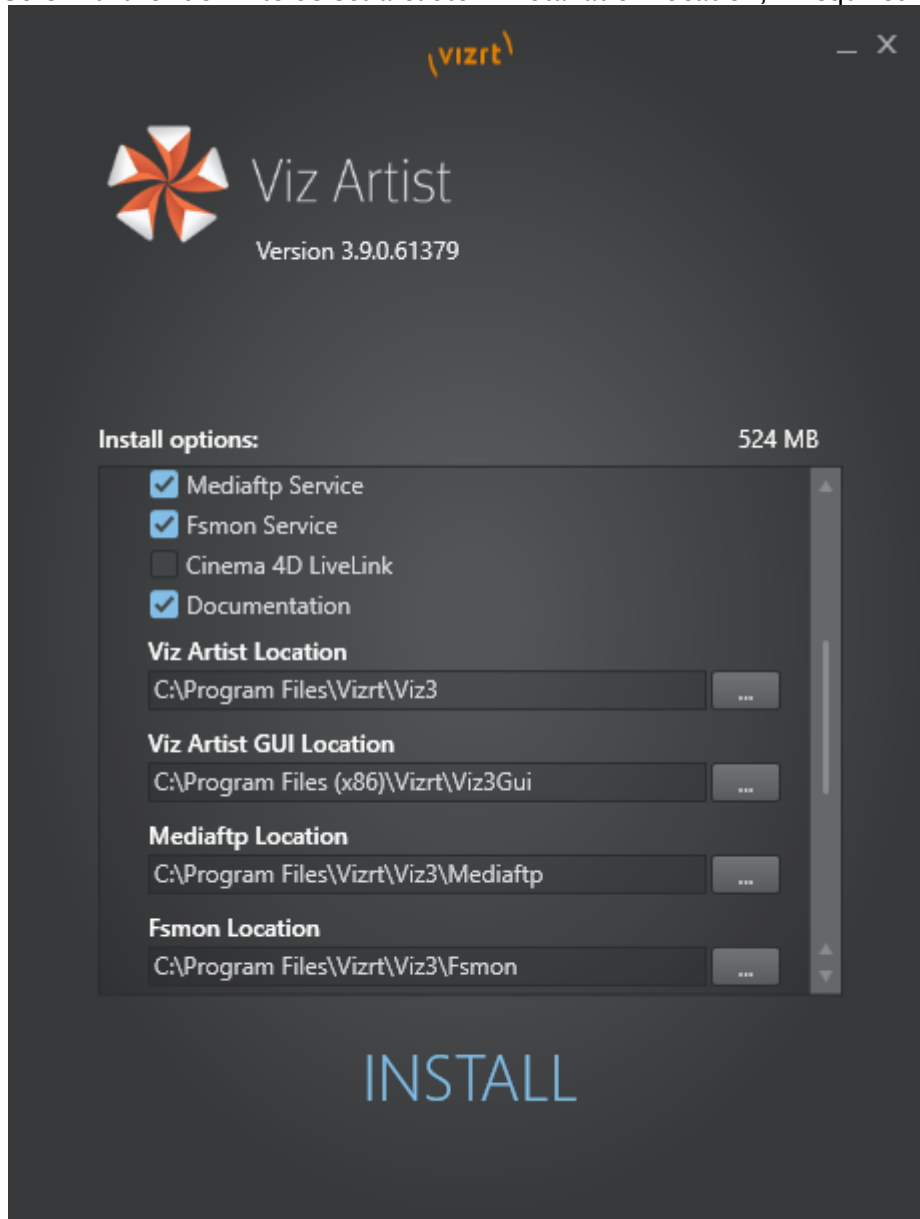 vizrt
Viz Artist
Version 3.9.0.61379
Install options: 524 MB
Mediaftp Service
Fsmon Service
Cinema 4D LiveLink
Documentation
Viz Artist Location
C:\Program Files\Vizrt\Viz3
...
Viz Artist GUI Location
C:\Program Files (x86)\Vizrt\Viz3Gui
...
Mediaftp Location
C:\Program Files\Vizrt\Viz3\Mediaftp
...
Fsmon Location
C:\Program Files\Vizrt\Viz3\Fsmon
...
INSTALL